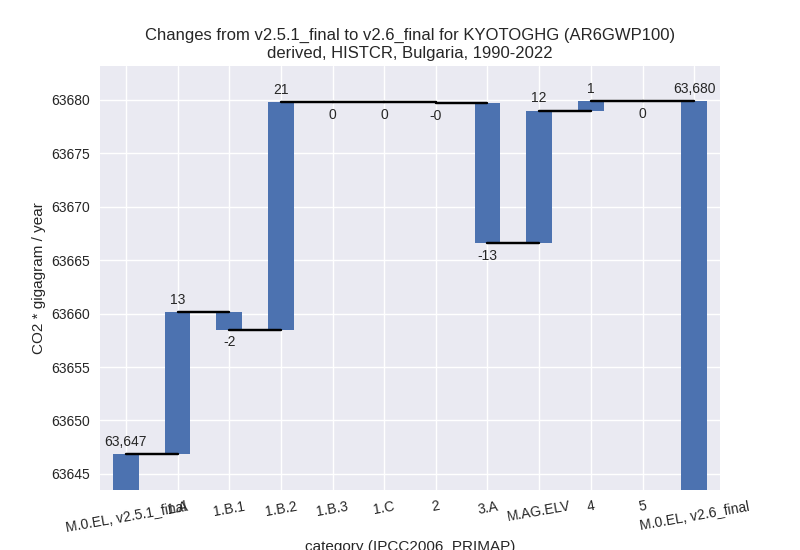 Changes from v2.5.1_final to v2.6_final for KYOTOGHG (AR6GWP100)
derived, HISTCR, Bulgaria, 1990-2022
CO2 * gigagram / year
63680
63675
63670
63665
63660
63655
63650
63645
63,647
13
-2
21
0
0
-0
-13
12
1
0
63,680
M.0.EL, v2.5.1_final
1.A
1.B.1
1.B.2
1.B.3
1.C
2
3.A
M.AG.ELV
4
5
M.0.EL, v2.6_final
category (IPCC2006_PRIMAP)